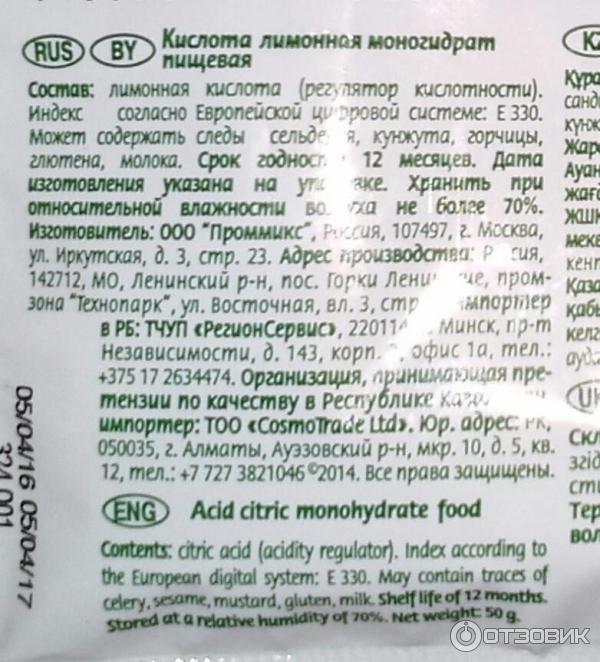 RUS BY Кислота лимонная моногидрат
пищевая
Состав: лимонная кислота (регулятор кислотности).
Индекс согласно Европейской цифровой системе: Е 330.
Может содержать следы сельдерея, кунжута, горчицы,
глютена, молока. Срок годности 12 месяцев. Дата
изготовления указана на упаковке. Хранить при
относительной влажности воздуха не более 70%.
Изготовитель: ООО "Проммикс", Россия, 107497, г. Москва,
ул. Иркутская, д. 3, стр. 23. Адрес производства: Россия,
142712, МО, Ленинский р-н, пос. Горки Ленинские, пром-
зона "Технопарк", ул. Восточная, вл. 3, стр. Импортер
в РБ: ТЧУП «РегионСервис», 220114, Минск, пр-т
Независимости, д. 143, корп. офис 1а, тел.:
+375 17 2634474. Организация, принимающая пре-
тензии по качеству в Республике
импортер: ТОО «CosmoTrade Ltd». Юр. адрес: РК,
050035, г. Алматы, Ауэзовский р-н, мкр. 10, д. 5, кв.
12, тел.: +7 727 3821046 ©2014. Все права защищены.
ENG Acid citric monohydrate food
Contents: citric acid (acidity regulator). Index according to
the European digital system: E 330. May contain traces of
celery, sesame, mustard, gluten, milk. Shelf life of 12 months.
Stored at a relative humidity of 70%. Net weight: 50 g.
05/04/16 05/04/17
324 001
ОТЗОВИК